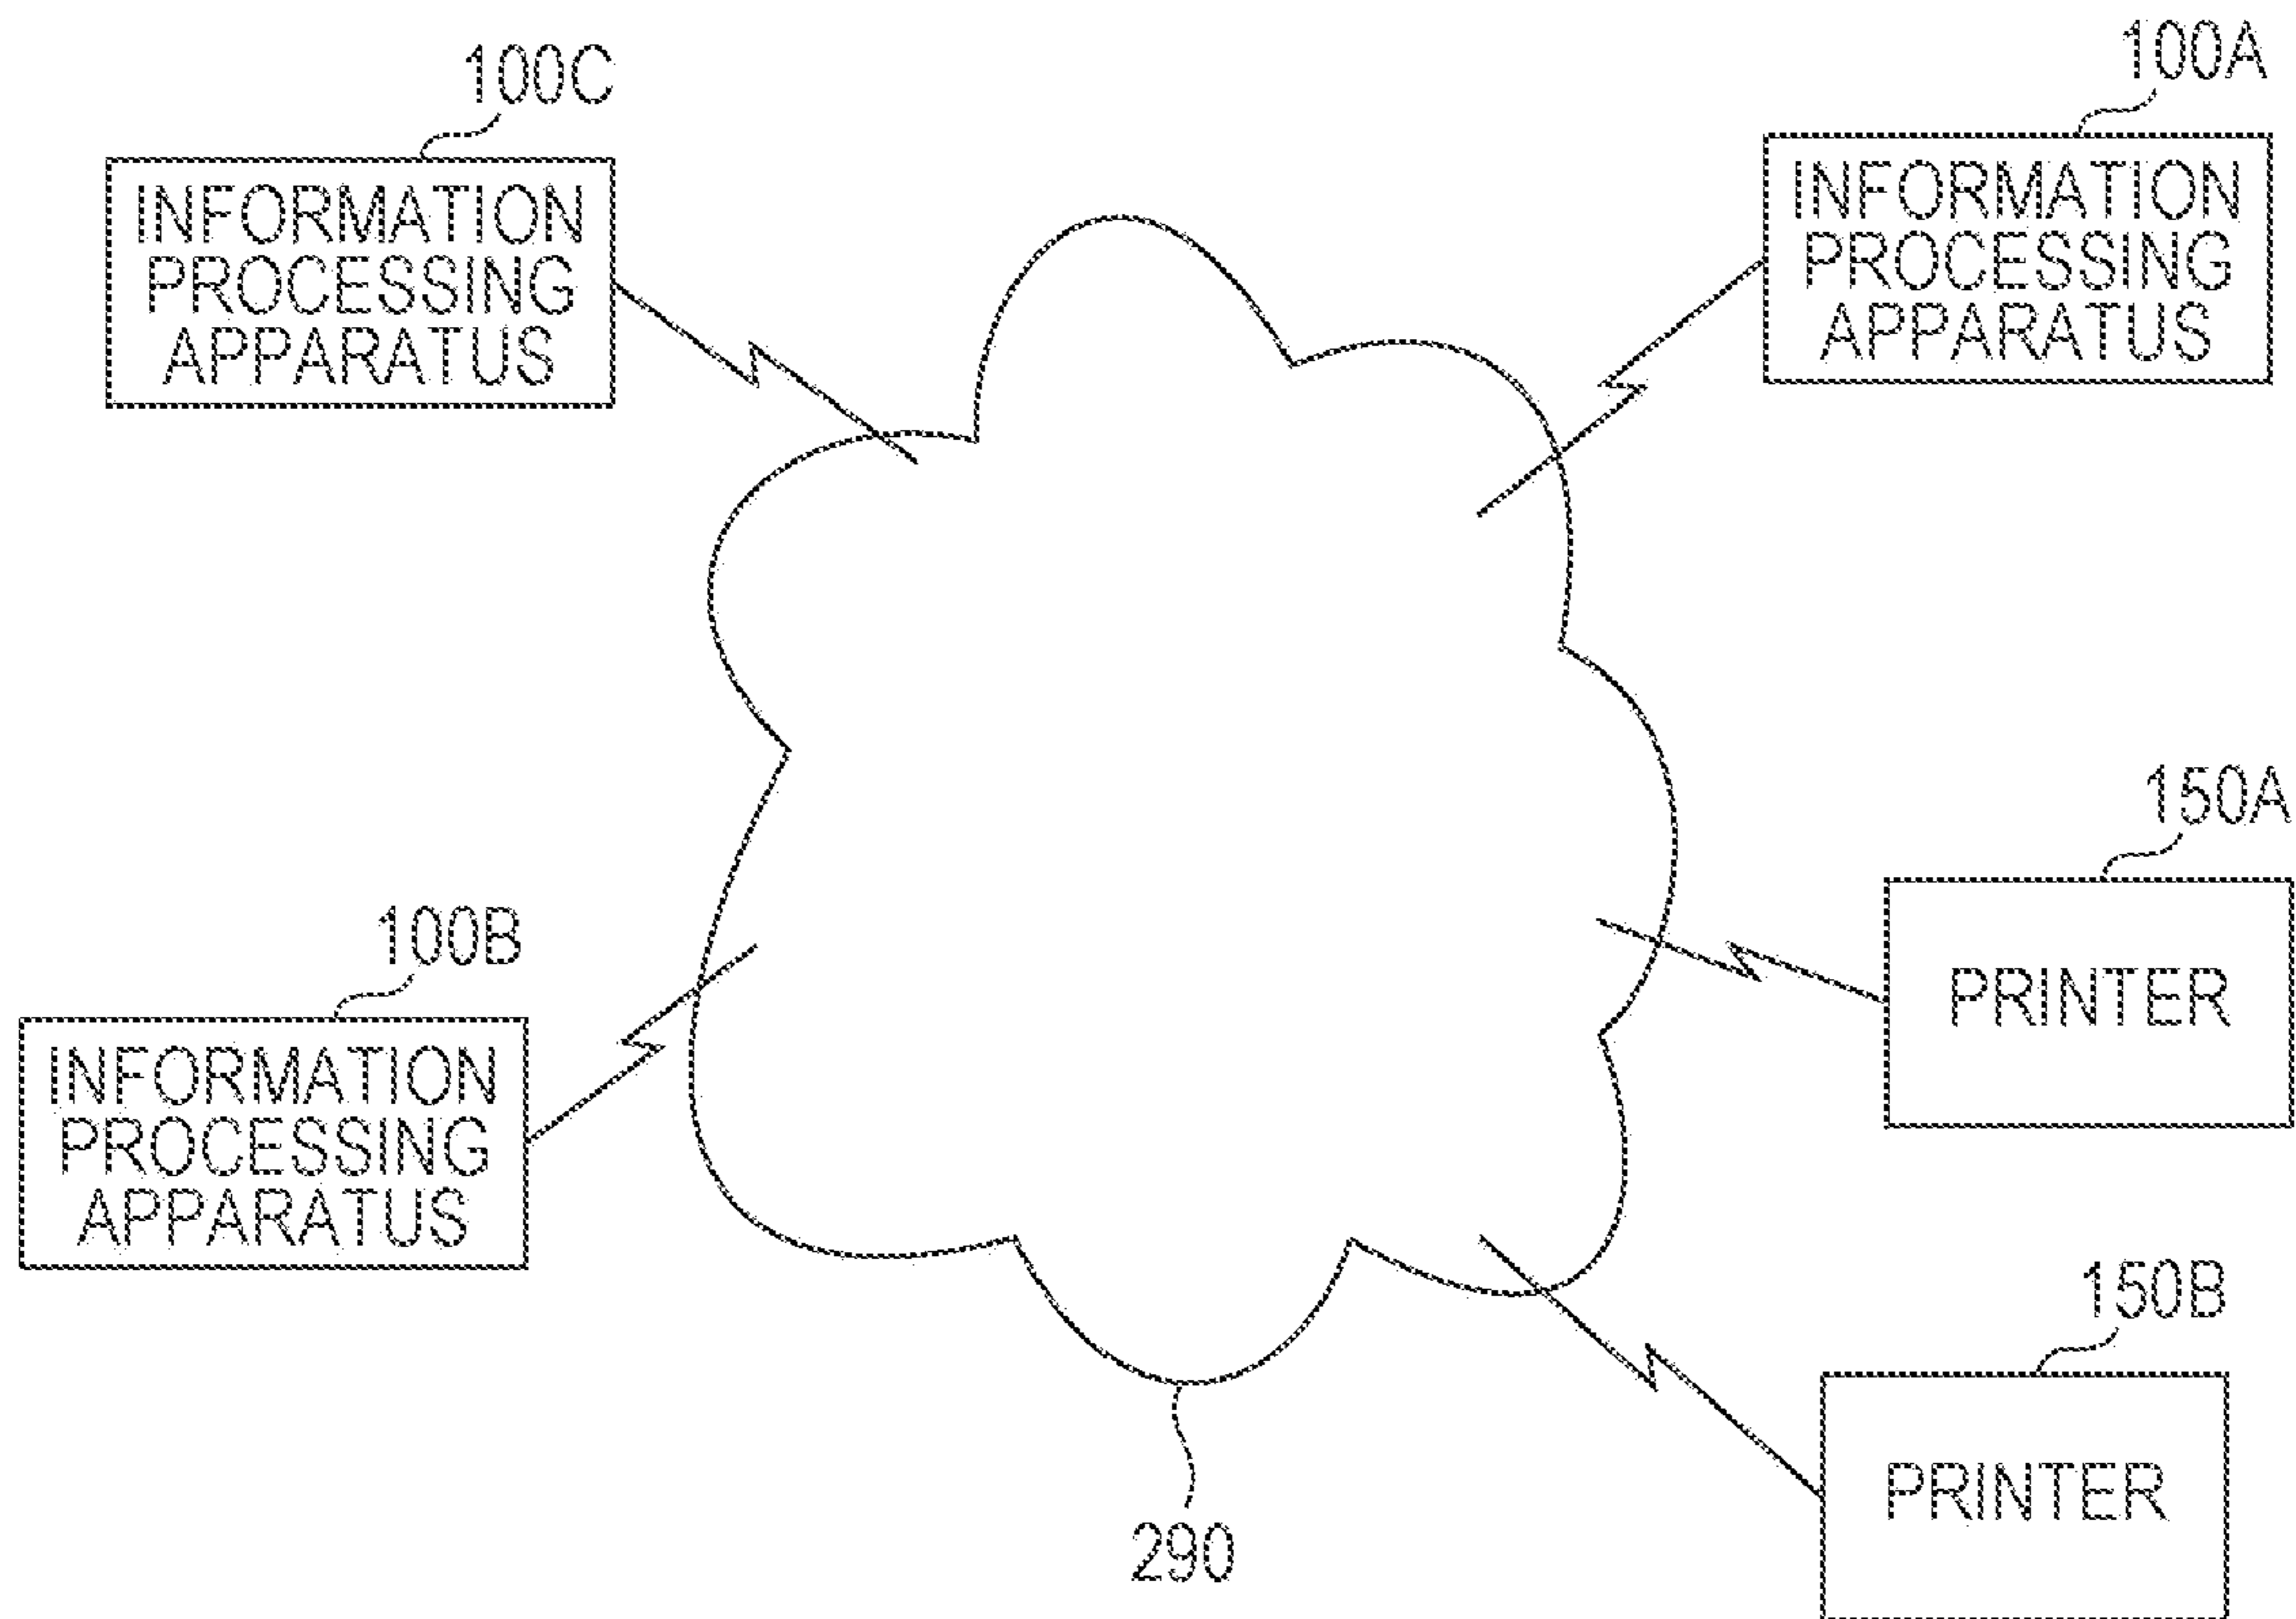 100C
INFORMATION
PROCESSING
APPARATUS
100A
INFORMATION
PROCESSING
APPARATUS
150A
PRINTER
100B
INFORMATION
PROCESSING
APPARATUS
150B
PRINTER
290